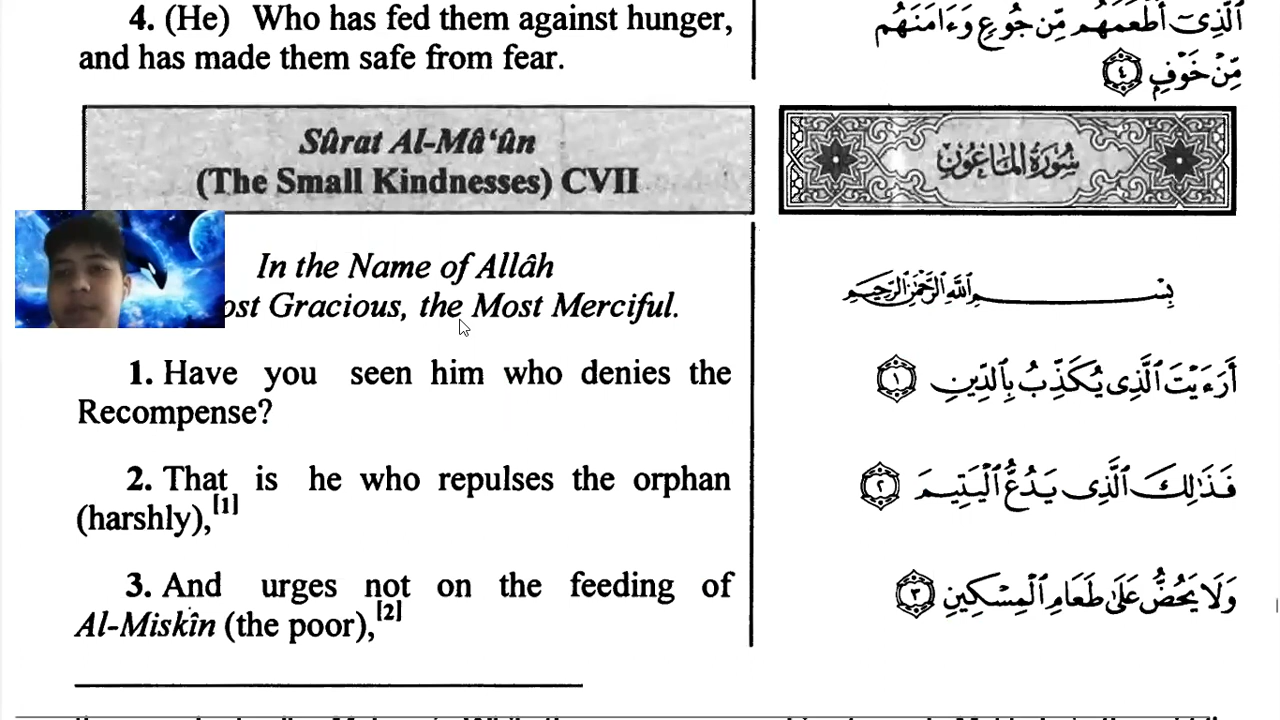 4. (He) Who has fed them against hunger,
and has made them safe from fear.
ٱلَّذِىٓ أَطْعَمَهُم مِّن جُوعٍ وَءَامَنَهُم
مِّنْ خَوْفٍۭ ٤
Sûrat Al-Mâ‘ûn
(The Small Kindnesses) CVII
سُورَةُ المَاعُونِ
In the Name of Allâh
ost Gracious, the Most Merciful.
بِسْمِ ٱللَّهِ ٱلرَّحْمَٰنِ ٱلرَّحِيمِ
1. Have you seen him who denies the
Recompense?
أَرَءَيْتَ ٱلَّذِى يُكَذِّبُ بِٱلدِّينِ ١
2. That is he who repulses the orphan
(harshly),[1]
فَذَٰلِكَ ٱلَّذِى يَدُعُّ ٱلْيَتِيمَ ٢
3. And urges not on the feeding of
Al-Miskîn (the poor),[2]
وَلَا يَحُضُّ عَلَىٰ طَعَامِ ٱلْمِسْكِينِ ٣